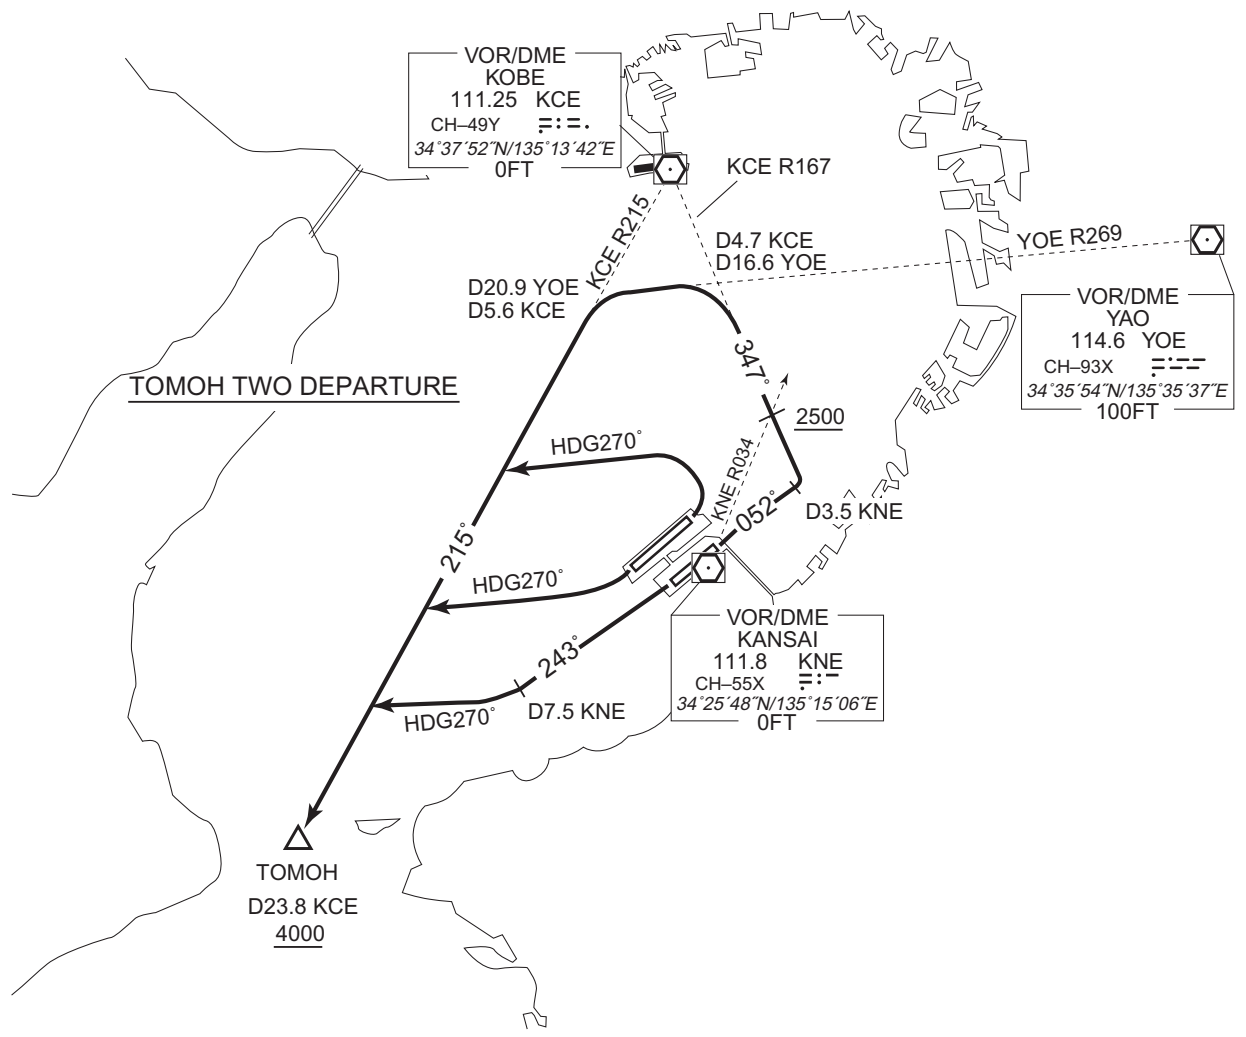 VOR/DME
KOBE
111.25 KCE
CH–49Y
34°37′52″N/135°13′42″E
0FT
KCE R167
KCE R215
D4.7 KCE
D16.6 YOE
YOE R269
D20.9 YOE
D5.6 KCE
VOR/DME
YAO
114.6 YOE
CH–93X
34°35′54″N/135°35′37″E
100FT
TOMOH TWO DEPARTURE
347°
2500
HDG270°
KNE R034
052°
D3.5 KNE
215°
HDG270°
VOR/DME
KANSAI
111.8 KNE
CH–55X
34°25′48″N/135°15′06″E
0FT
243°
HDG270°
D7.5 KNE
TOMOH
D23.8 KCE
4000